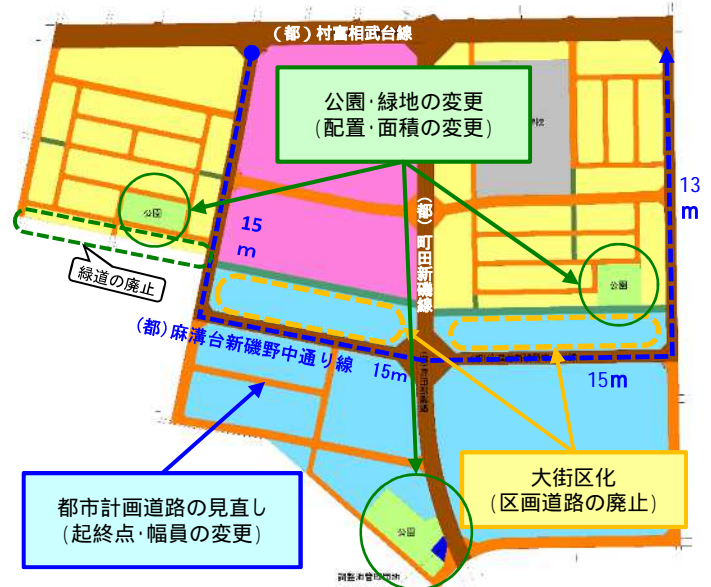 (都)村富相武台線
公園・緑地の変更
(配置・面積の変更)
13
m
公園
15
m
(都)町田新磯線
緑道の廃止
公園
(都)麻溝台新磯野中通り線
15m
15m
都市計画道路の見直し
(起終点・幅員の変更)
大街区化
(区画道路の廃止)
公園